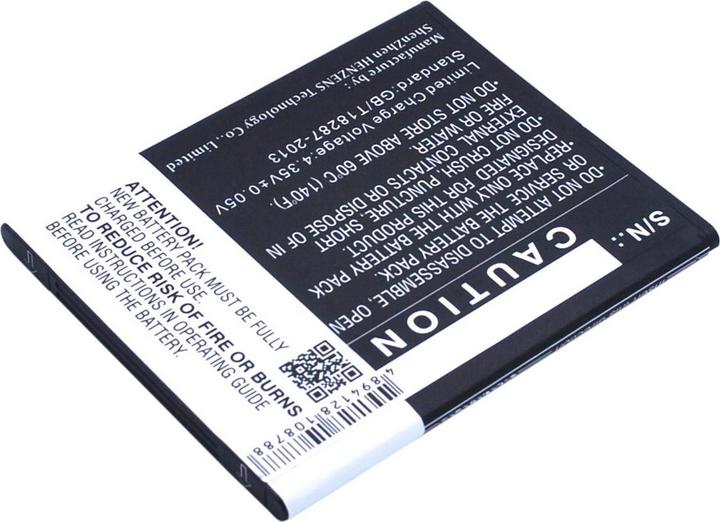 S/N.:
CAUTION
•DO NOT ATTEMPT TO DISASSEMBLE, OPEN
OR SERVICE THE BATTERY PACK.
•REPLACE ONLY WITH THE BATTERY PACK
DESIGNATED FOR THIS PRODUCT
•DO NOT CRUSH, PUNCTURE, SHORT
EXTERNAL CONTACTS OR DISPOSE OF IN
FIRE OR WATER
•DO NOT STORE ABOVE 60°C (140°F).
Limited Charge Voltage:4.35V±0.05V
Standard:GB/T18287-2013
Manufacture by:
ShenZhen HENZENS Technology Co., Limited
ATTENTION!
NEW BATTERY PACK MUST BE FULLY
CHARGED BEFORE USE.
TO REDUCE RISK OF FIRE OR BURNS
READ INSTRUCTIONS IN OPERATING GUIDE
BEFORE USING THE BATTERY.
4894128108788